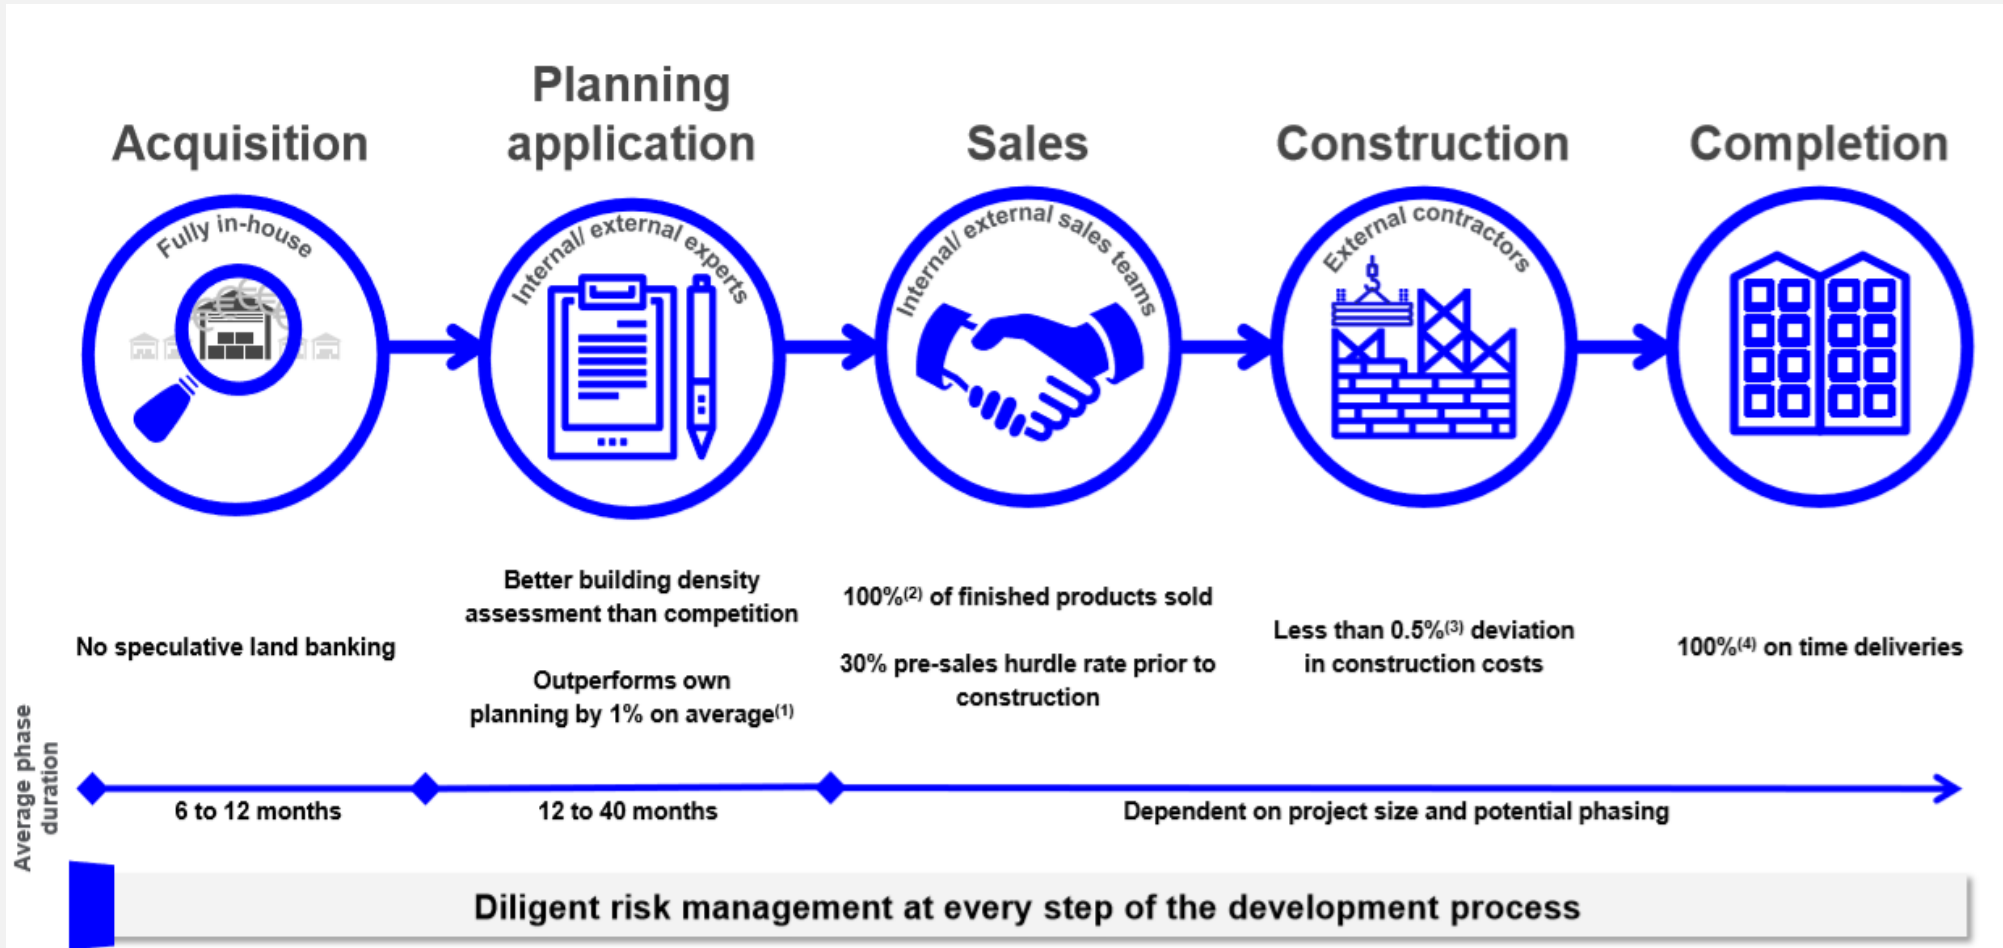 Acquisition
Planning
application
Sales
Construction
Completion
Fully in-house
Internal/ external experts
Internal/ external sales teams
External contractors
No speculative land banking
Better building density
assessment than competition
Outperforms own
planning by 1% on average(1)
100%(2) of finished products sold
30% pre-sales hurdle rate prior to
construction
Less than 0.5%(3) deviation
in construction costs
100%(4) on time deliveries
Average phase
duration
6 to 12 months
12 to 40 months
Dependent on project size and potential phasing
Diligent risk management at every step of the development process